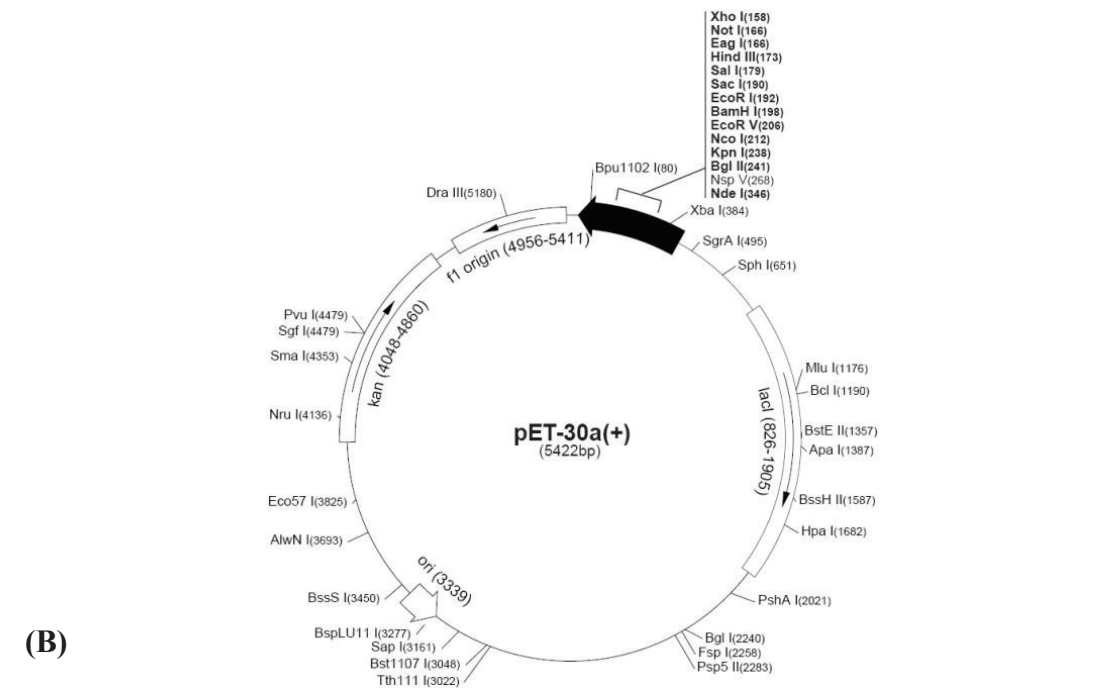 Xho I(158)
Not I(166)
Eag I(166)
Hind III(173)
Sal I(179)
Sac I(190)
EcoR I(192)
BamH I(198)
EcoR V(206)
Nco I(212)
Kpn I(238)
Bgl II(241)
Nsp V(268)
Nde I(346)
Bpu1102 I(80)
Dra III(5180)
Xba I(384)
SgrA I(495)
Sph I(651)
f1 origin (4956-5411)
Pvu I(4479)
Sgf I(4479)
Sma I(4353)
kan (4048-4860)
Nru I(4136)
Mlu I(1176)
Bcl I(1190)
BstE II(1357)
Apa I(1387)
lacI (826-1905)
pET-30a(+)
(5422bp)
BssH II(1587)
Hpa I(1682)
Eco57 I(3825)
AlwN I(3693)
ori (3339)
BssS I(3450)
PshA I(2021)
BspLU11 I(3277)
Sap I(3161)
Bst1107 I(3048)
Tth111 I(3022)
Bgl I(2240)
Fsp I(2258)
Psp5 II(2283)
(B)